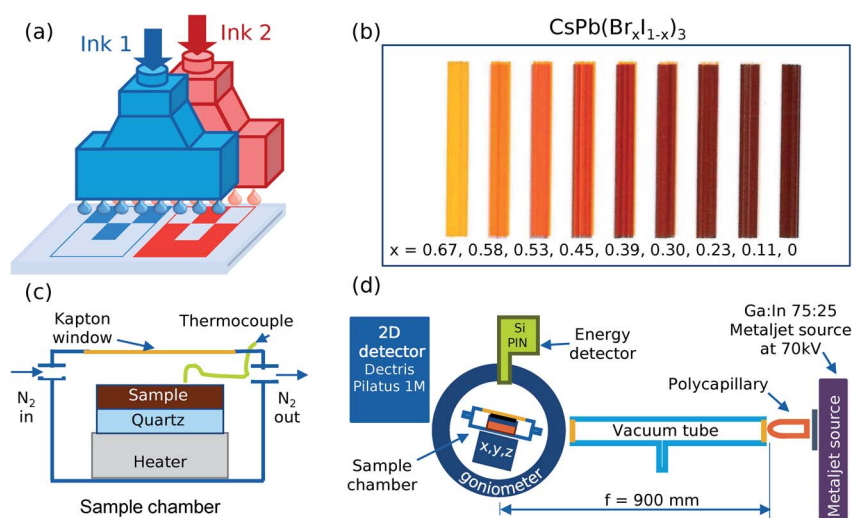 (a)
Ink 1
Ink 2
(b)
CsPb(BrₓI₁₋ₓ)₃
x = 0.67, 0.58, 0.53, 0.45, 0.39, 0.30, 0.23, 0.11, 0
(c)
Kapton
window
Thermocouple
N₂
in
N₂
out
Sample
Quartz
Heater
Sample chamber
(d)
2D
detector
Dectris
Pilatus 1M
Si
PIN
Energy
detector
Ga:In 75:25
Metaljet source
at 70kV
Polycapillary
Vacuum tube
x,y,z
Sample
chamber
goniometer
f = 900 mm
Metaljet source